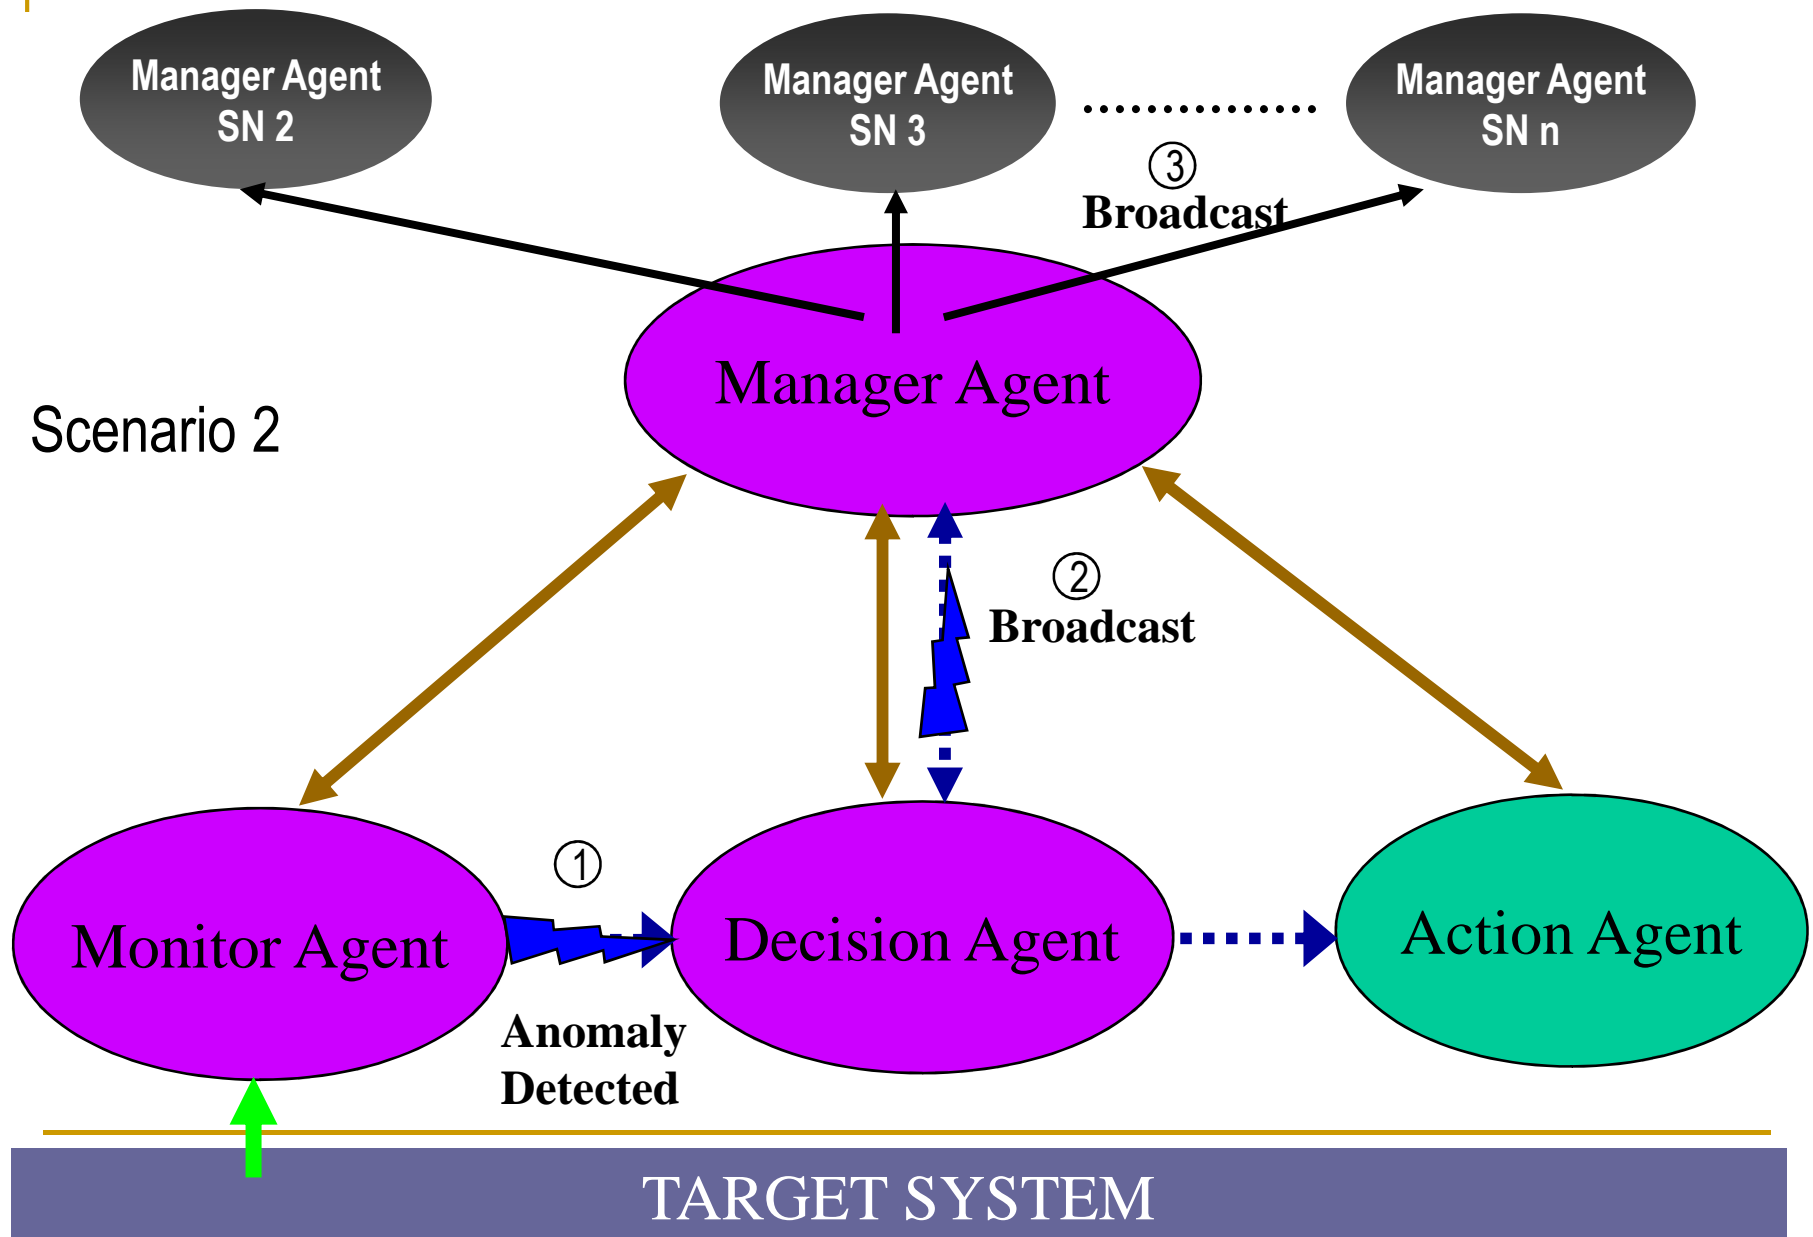 Manager Agent
SN 2
Manager Agent
SN 3
Manager Agent
SN n
3
Broadcast
Manager Agent
Scenario 2
2
Broadcast
1
Monitor Agent
Decision Agent
Action Agent
Anomaly
Detected
TARGET SYSTEM